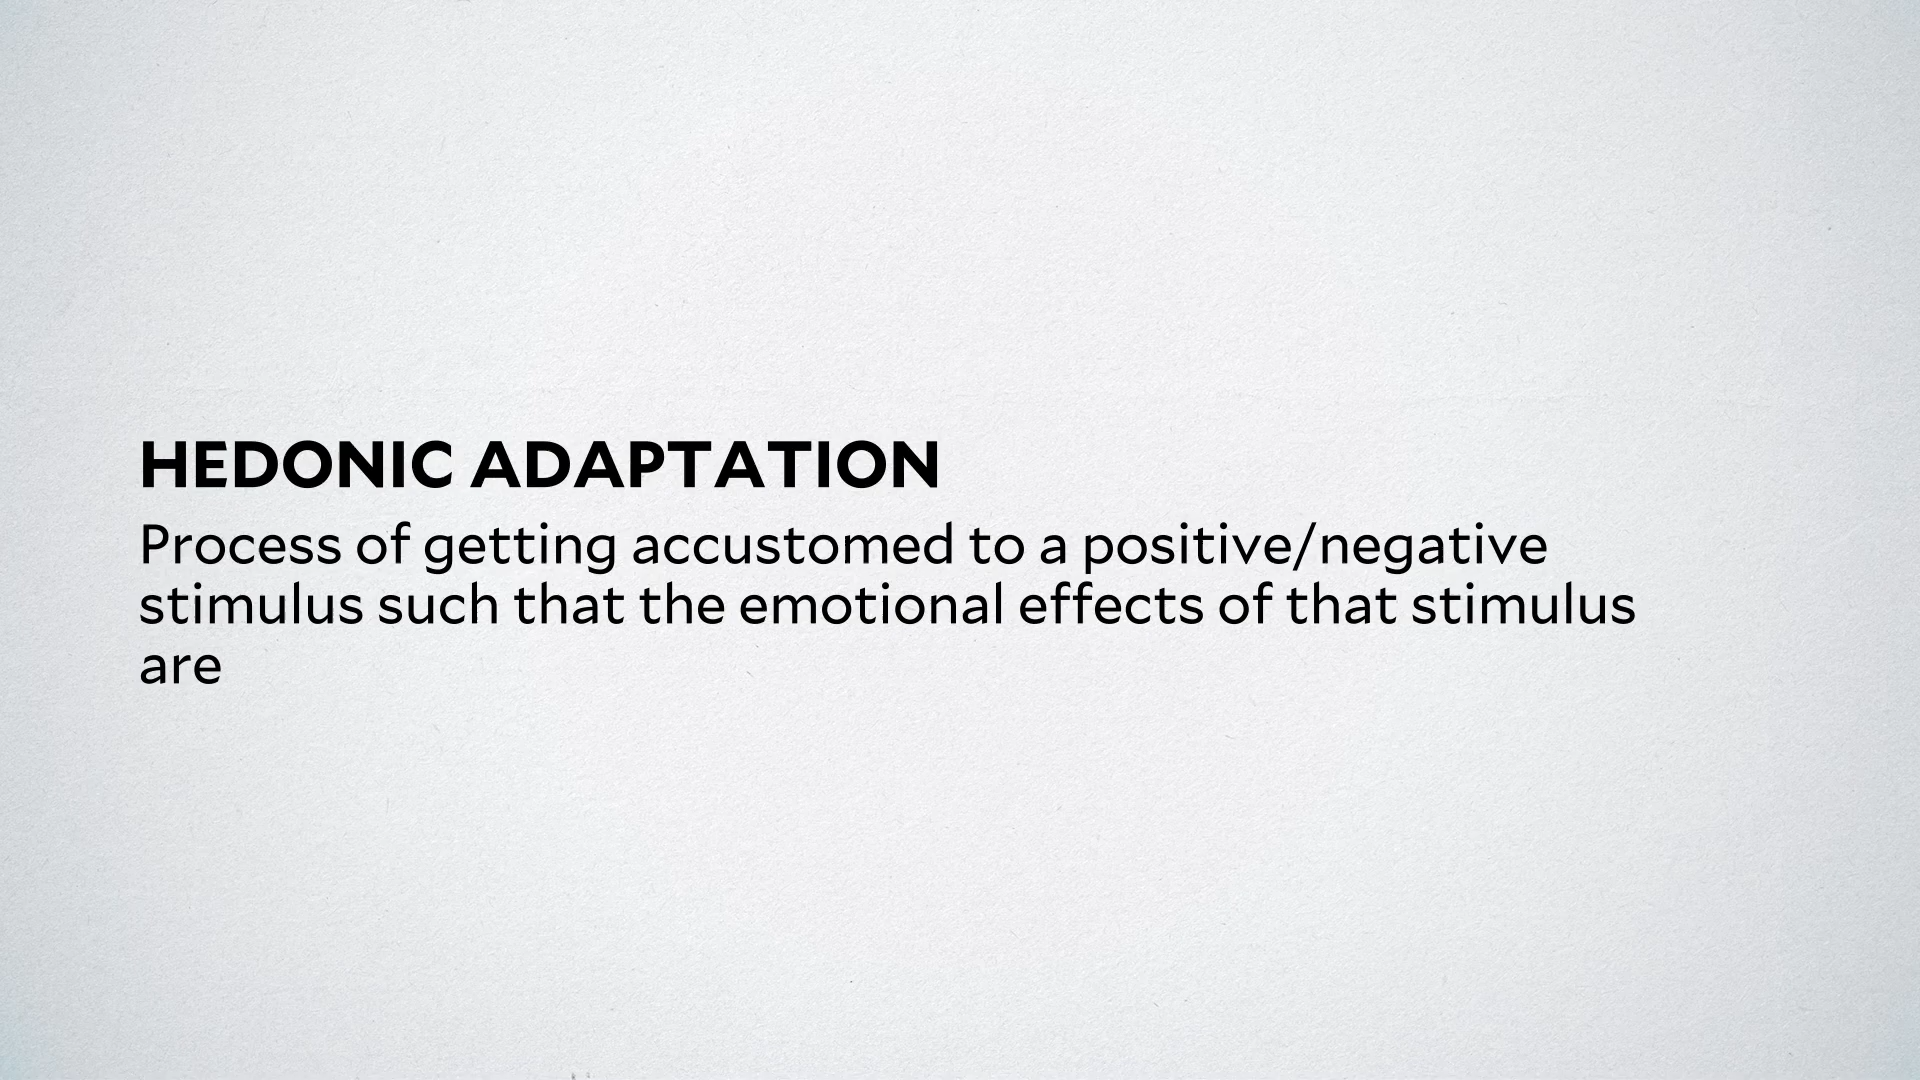 HEDONIC ADAPTATION
Process of getting accustomed to a positive/negative
stimulus such that the emotional effects of that stimulus
are